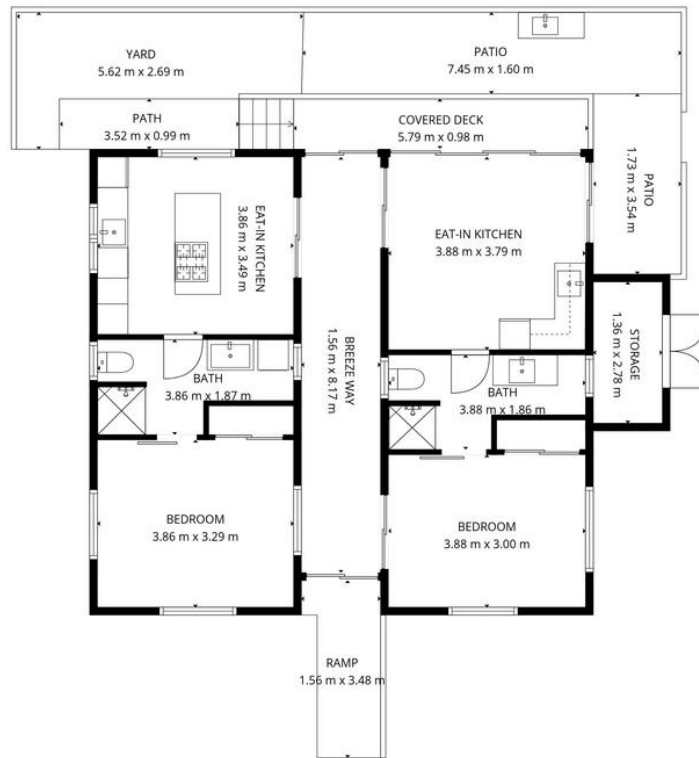 YARD
5.62 m x 2.69 m
PATIO
7.45 m x 1.60 m
PATH
3.52 m x 0.99 m
COVERED DECK
5.79 m x 0.98 m
PATIO
1.73 m x 3.54 m
EAT-IN KITCHEN
3.86 m x 3.49 m
EAT-IN KITCHEN
3.88 m x 3.79 m
BREEZE WAY
1.56 m x 8.17 m
STORAGE
1.36 m x 2.78 m
BATH
3.86 m x 1.87 m
BATH
3.88 m x 1.86 m
BEDROOM
3.86 m x 3.29 m
BEDROOM
3.88 m x 3.00 m
RAMP
1.56 m x 3.48 m